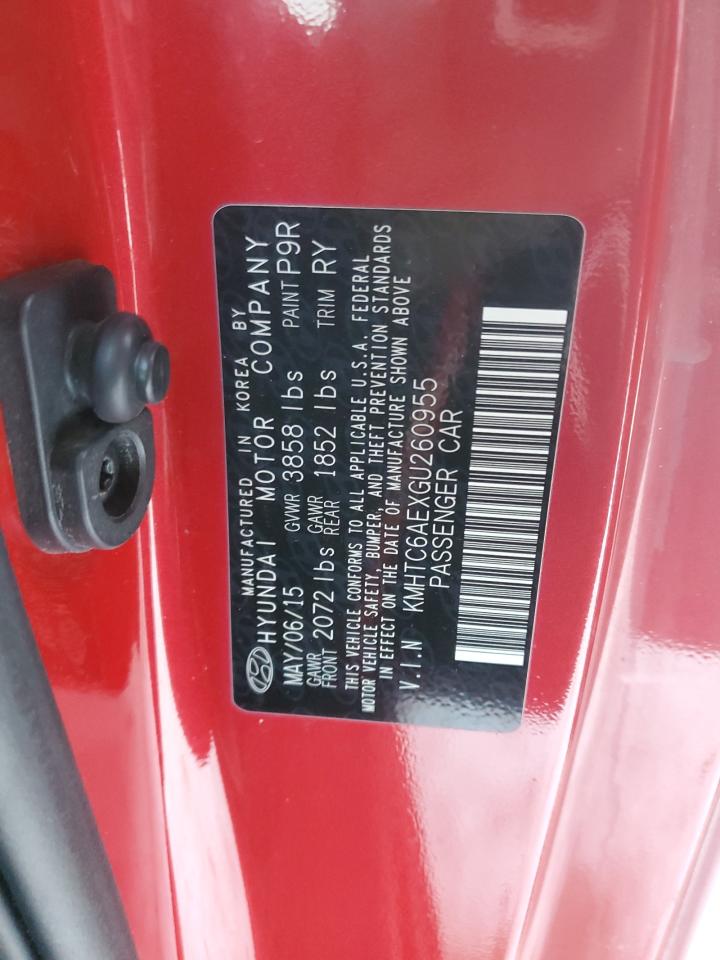 MANUFACTURED IN KOREA BY
HYUNDAI MOTOR COMPANY
MAY/06/15 GVWR 3858 lbs PAINT P9R
GAWR FRONT 2072 lbs GAWR REAR 1852 lbs TRIM RY
THIS VEHICLE CONFORMS TO ALL APPLICABLE U.S.A. FEDERAL
MOTOR VEHICLE SAFETY, BUMPER, AND THEFT PREVENTION STANDARDS
IN EFFECT ON THE DATE OF MANUFACTURE SHOWN ABOVE
V.I.N KMHTC6AEXGU260955
PASSENGER CAR